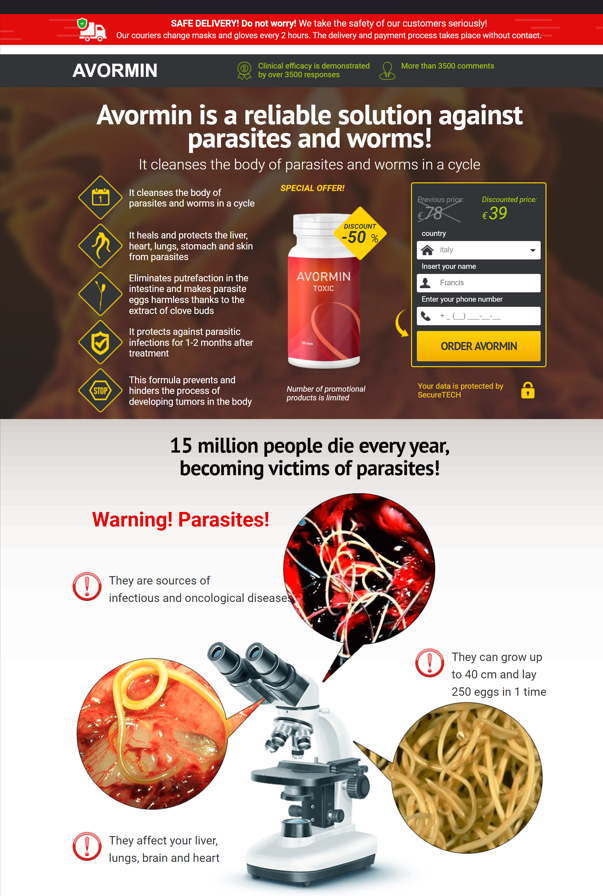 SAFE DELIVERY! Do not worry! We take the safety of our customers seriously!
Our couriers change masks and gloves every 2 hours. The delivery and payment process takes place without contact.
AVORMIN
Clinical efficacy is demonstrated
by over 3500 responses
More than 3500 comments
Avormin is a reliable solution against
parasites and worms!
It cleanses the body of parasites and worms in a cycle
1
It cleanses the body of
parasites and worms in a cycle
It heals and protects the liver,
heart, lungs, stomach and skin
from parasites
Eliminates putrefaction in the
intestine and makes parasite
eggs harmless thanks to the
extract of clove buds
It protects against parasitic
infections for 1-2 months after
treatment
STOP
This formula prevents and
hinders the process of
developing tumors in the body
SPECIAL OFFER!
DISCOUNT
-50 %
AVORMIN
TOXIC
Number of promotional
products is limited
Previous price:
€78
Discounted price:
€39
country
Italy
Insert your name
Francis
Enter your phone number
+ _ (__) ___-__-__
ORDER AVORMIN
Your data is protected by
SecureTECH
15 million people die every year,
becoming victims of parasites!
Warning! Parasites!
They are sources of
infectious and oncological diseases
They can grow up
to 40 cm and lay
250 eggs in 1 time
They affect your liver,
lungs, brain and heart